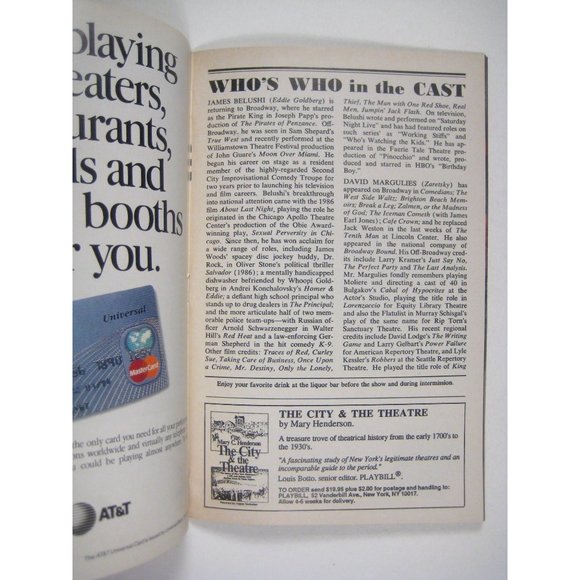 playing
eaters,
urants,
ls and
booths
r you.
Universal
MasterCard
the only card you need for all your
ons worldwide and virtually any telephone
could be playing almost anywhere.
AT&T
WHO'S WHO in the CAST
JAMES BELUSHI (Eddie Goldberg) is
returning to Broadway, where he starred
as the Pirate King in Joseph Papp's production
of The Pirates of Penzance. Off-
Broadway, he was seen in Sam Shepard's
True West and recently performed at the
Williamstown Theatre Festival production
of John Guare's Moon Over Miami. He
began his career on stage as a resident
member of the highly-regarded Second
City Improvisational Comedy Troupe for
two years prior to launching his television
and film careers. Belushi's breakthrough
into national attention came with the 1986
film About Last Night, playing the role he
originated in the Chicago Apollo Theatre
Center's production of the Obie Award-
winning play, Sexual Perversity in Chi-
cago. Since then, he has won acclaim for
a wide range of roles, including James
Woods' spacey disc jockey buddy, Dr.
Rock, in Oliver Stone's political thriller
Salvador (1986); a mentally handicapped
dishwasher befriended by Whoopi Gold-
berg in Andrei Konchalovsky's Homer &
Eddie; a defiant high school principal who
stands up to drug dealers in The Principal;
and the more articulate half of two memo-
rable police team-ups—with Russian of-
ficer Arnold Schwarzenegger in Walter
Hill's Red Heat and a law-enforcing Ger-
man Shepherd in the hit comedy K-9.
Other film credits: Traces of Red, Curley
Sue, Taking Care of Business, Once Upon
a Crime, Mr. Destiny, Only the Lonely,
Thief, The Man with One Red Shoe, Real
Men, Jumpin' Jack Flash. On television,
Belushi wrote and performed on "Saturday
Night Live" and has had featured roles on
such series' as "Working Stiffs" and
"Who's Watching the Kids." He has ap-
peared in the Faerie Tale Theatre produc-
tion of "Pinocchio" and wrote, produced
and starred in HBO's "Birthday
Boy."
DAVID MARGULIES (Zaretsky) has
appeared on Broadway in Comedians; The
West Side Waltz; Brighton Beach Mem-
oirs; Break a Leg; Zalmen, or the Madness
of God; The Iceman Cometh (with James
Earl Jones); Cafe Crown; and he replaced
Jack Weston in the last weeks of The
Tenth Man at Lincoln Center. He also
appeared in the national company of
Broadway Bound. His Off-Broadway cred-
its include Larry Kramer's Just Say No,
The Perfect Party and The Last Analysis.
Mr. Margulies fondly remembers playing
Moliere and directing a cast of 40 in
Bulgakov's Cabal of Hypocrites at the
Actor's Studio, playing the title role in
Lorenzaccio for Equity Library Theatre
and also the Flatulist in Murray Schisgal's
play of the same name for Rip Torn's
Sanctuary Theatre. His recent regional
credits include David Lodge's The Writing
Game and Larry Gelbart's Power Failure
for American Repertory Theatre, and Lyle
Kessler's Robbers at the Seattle Repertory
Theatre. He played the title role of King
Enjoy your favorite drink at the liquor bar before the show and during intermission.
Mary C. Henderson
The City
& the
Theatre
THE CITY & THE THEATRE
by Mary Henderson.
A treasure trove of theatrical history from the early 1700's to
the 1930's.
"A fascinating study of New York's legitimate theatres and an
incomparable guide to the period."
Louis Botto, senior editor, PLAYBILL®.
TO ORDER send $19.95 plus $2.00 for postage and handling to:
PLAYBILL, 52 Vanderbilt Ave., New York, NY 10017.
Allow 4-6 weeks for delivery.